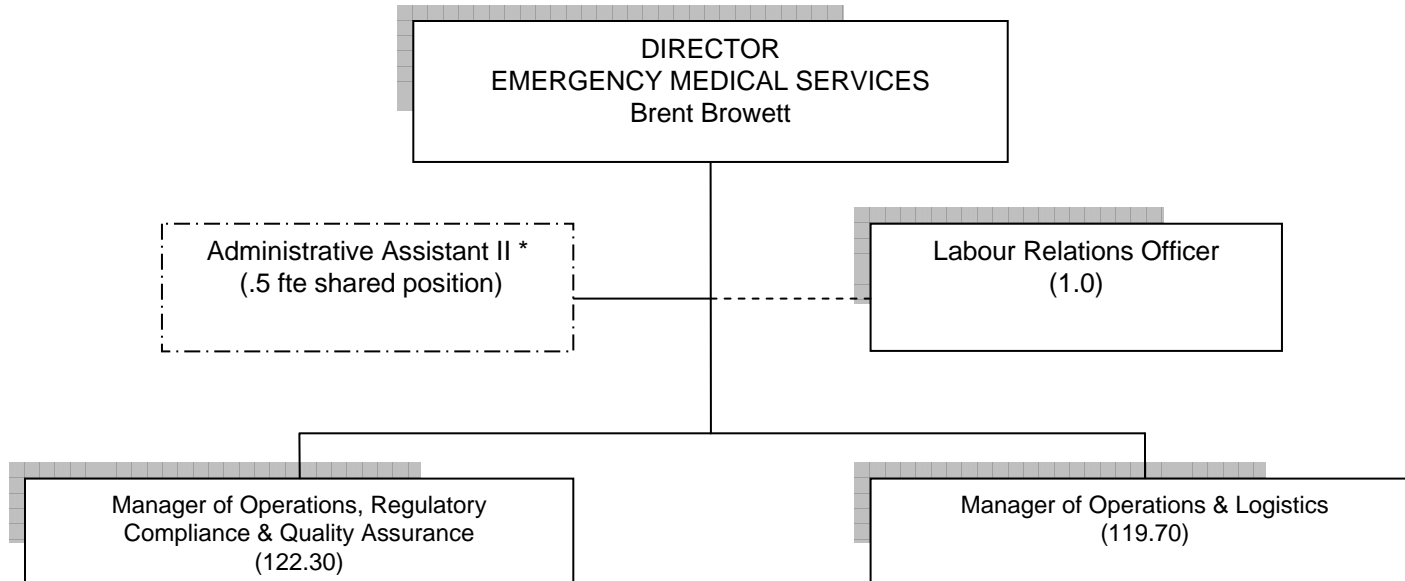 DIRECTOR
EMERGENCY MEDICAL SERVICES
Brent Browett
Administrative Assistant II *
(.5 fte shared position)
Labour Relations Officer
(1.0)
Manager of Operations, Regulatory
Compliance & Quality Assurance
(122.30)
Manager of Operations & Logistics
(119.70)